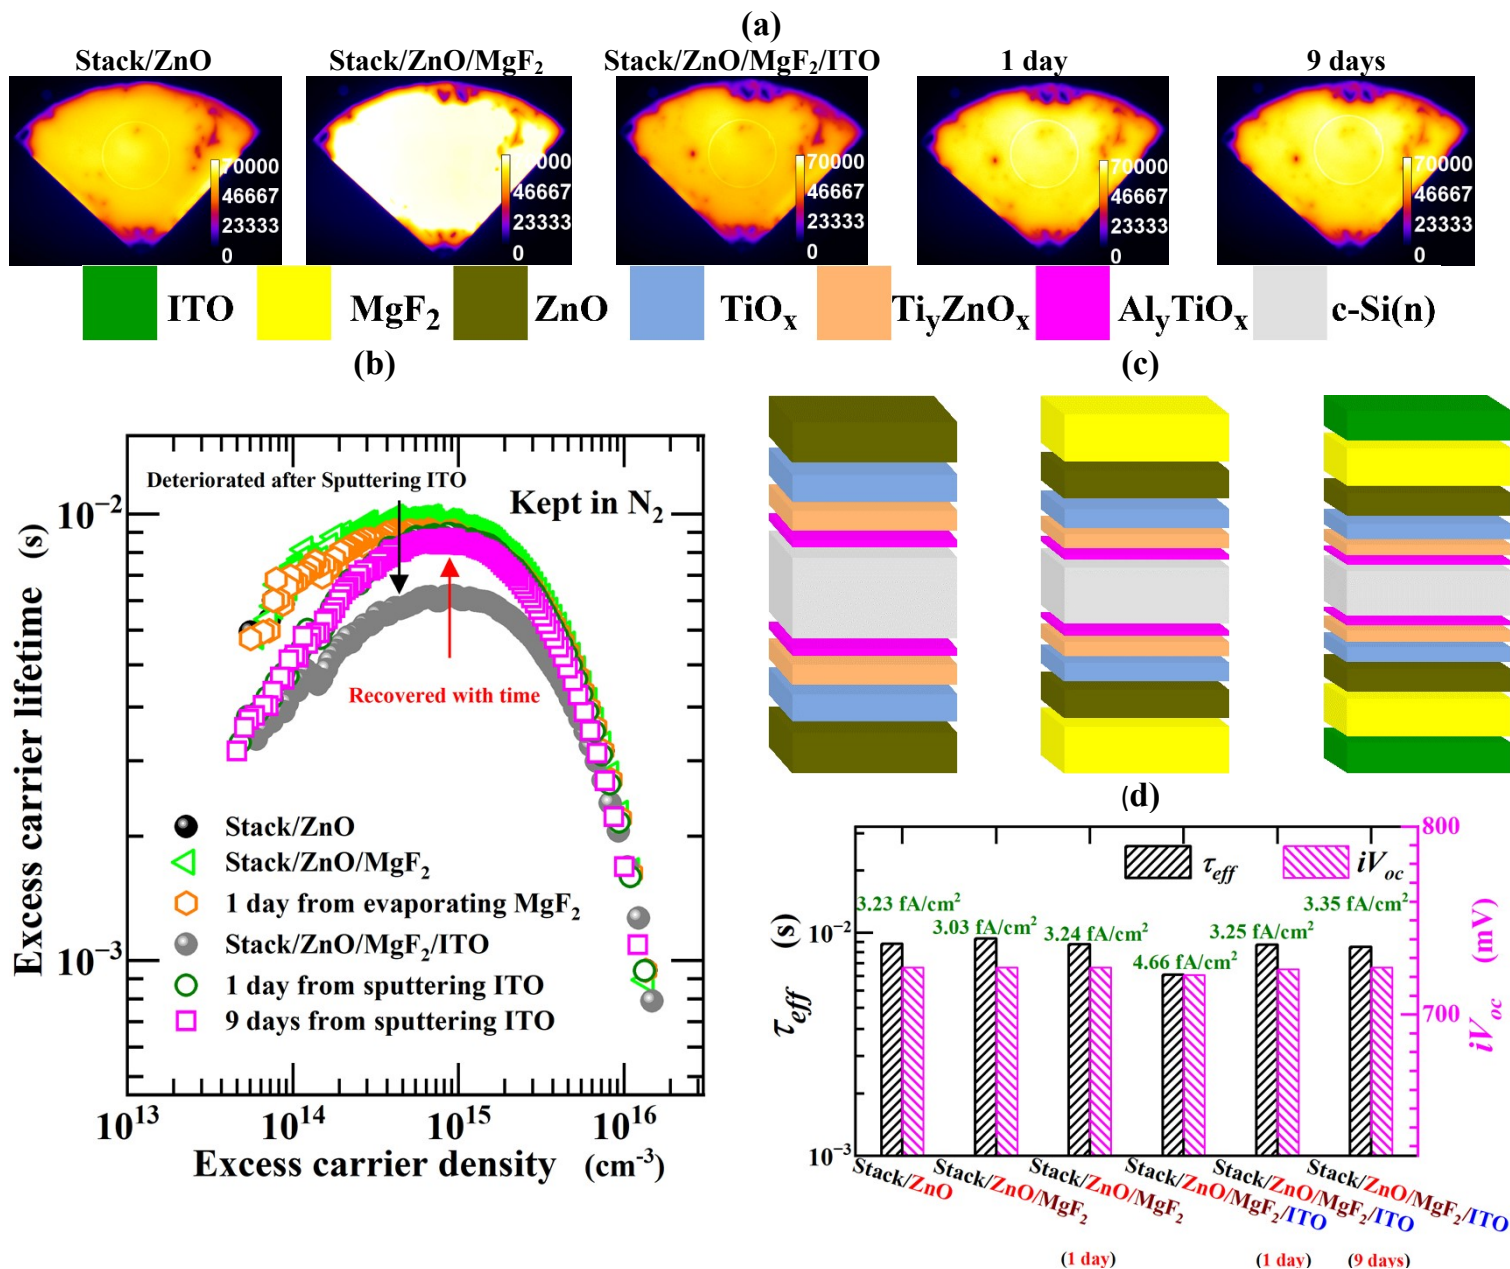 (a)
Stack/ZnO
Stack/ZnO/MgF₂
Stack/ZnO/MgF₂/ITO
1 day
9 days
70000
46667
23333
0
46667
23333
0
70000
46667
23333
0
70000
46667
23333
0
70000
46667
23333
0
ITO
MgF₂
ZnO
TiOₓ
TiᵧZnOₓ
AlᵧTiOₓ
c-Si(n)
(b)
(c)
Deteriorated after Sputtering ITO
Kept in N₂
Recovered with time
Stack/ZnO
Stack/ZnO/MgF₂
1 day from evaporating MgF₂
Stack/ZnO/MgF₂/ITO
1 day from sputtering ITO
9 days from sputtering ITO
10⁻²
10⁻³
Excess carrier lifetime (s)
10¹³
10¹⁴
10¹⁵
10¹⁶
Excess carrier density (cm⁻³)
(d)
τeff
iVoc
3.23 fA/cm²
3.03 fA/cm²
3.24 fA/cm²
4.66 fA/cm²
3.25 fA/cm²
3.35 fA/cm²
10⁻²
10⁻³
τeff (s)
800
700
iVoc (mV)
Stack/ZnO
Stack/ZnO/MgF₂
Stack/ZnO/MgF₂
(1 day)
Stack/ZnO/MgF₂/ITO
Stack/ZnO/MgF₂/ITO
(1 day)
Stack/ZnO/MgF₂/ITO
(9 days)